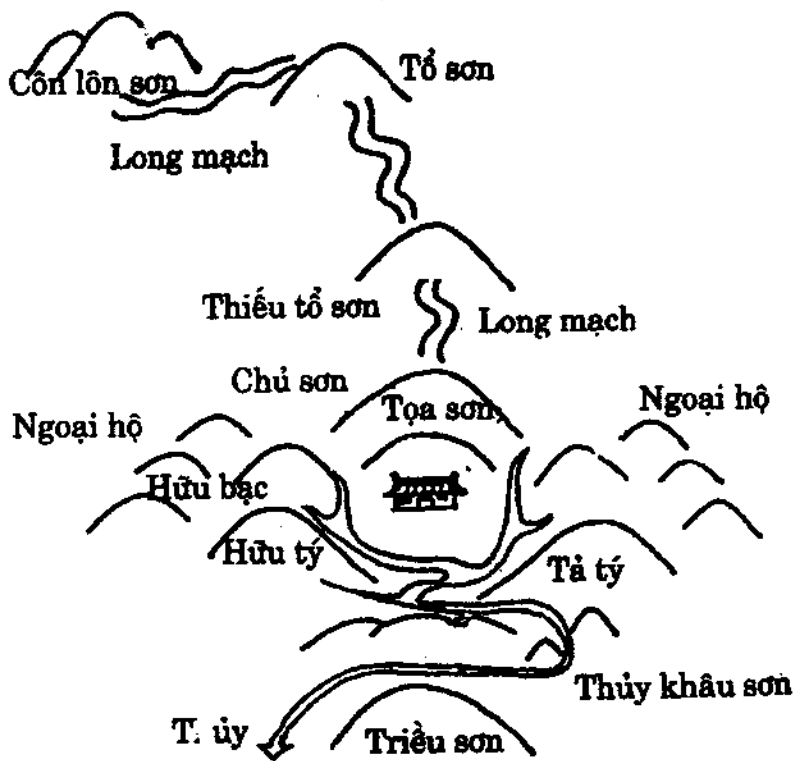 Tổ sơn
Côn lôn sơn
Long mạch
Thiếu tổ sơn
Long mạch
Chủ sơn
Tọa sơn
Ngoại hộ
Ngoại hộ
Hữu bạc
Hữu tý
Tả tý
Thủy khâu sơn
T. ủy
Triều sơn